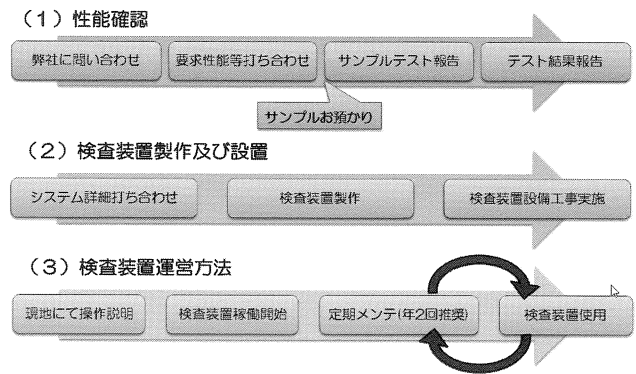 （１）性能確認
弊社に問い合わせ
要求性能等打ち合わせ
サンプルテスト報告
テスト結果報告
サンプルお預かり
（２）検査装置製作及び設置
システム詳細打ち合わせ
検査装置製作
検査装置設備工事実施
（３）検査装置運営方法
現地にて操作説明
検査装置稼働開始
定期メンテ(年2回推奨)
検査装置使用